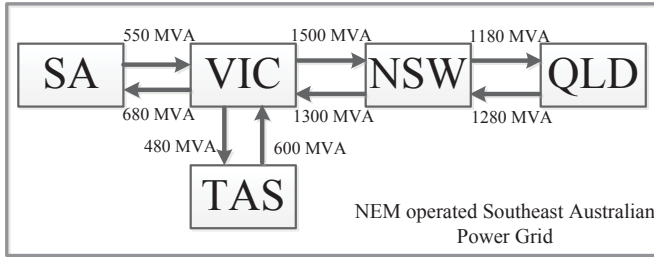 550 MVA
1500 MVA
1180 MVA
SA
VIC
NSW
QLD
680 MVA
1300 MVA
1280 MVA
480 MVA
600 MVA
TAS
NEM operated Southeast Australian
Power Grid